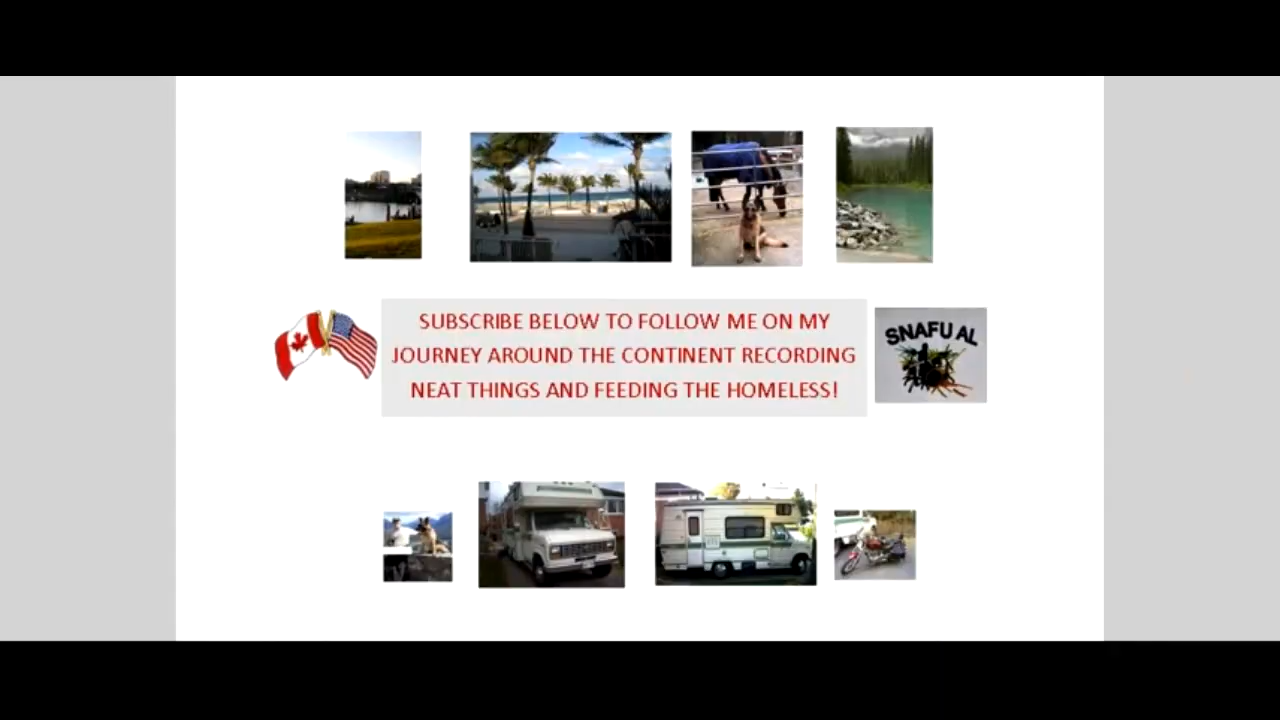 SUBSCRIBE BELOW TO FOLLOW ME ON MY
JOURNEY AROUND THE CONTINENT RECORDING
NEAT THINGS AND FEEDING THE HOMELESS!
SNAFU AL